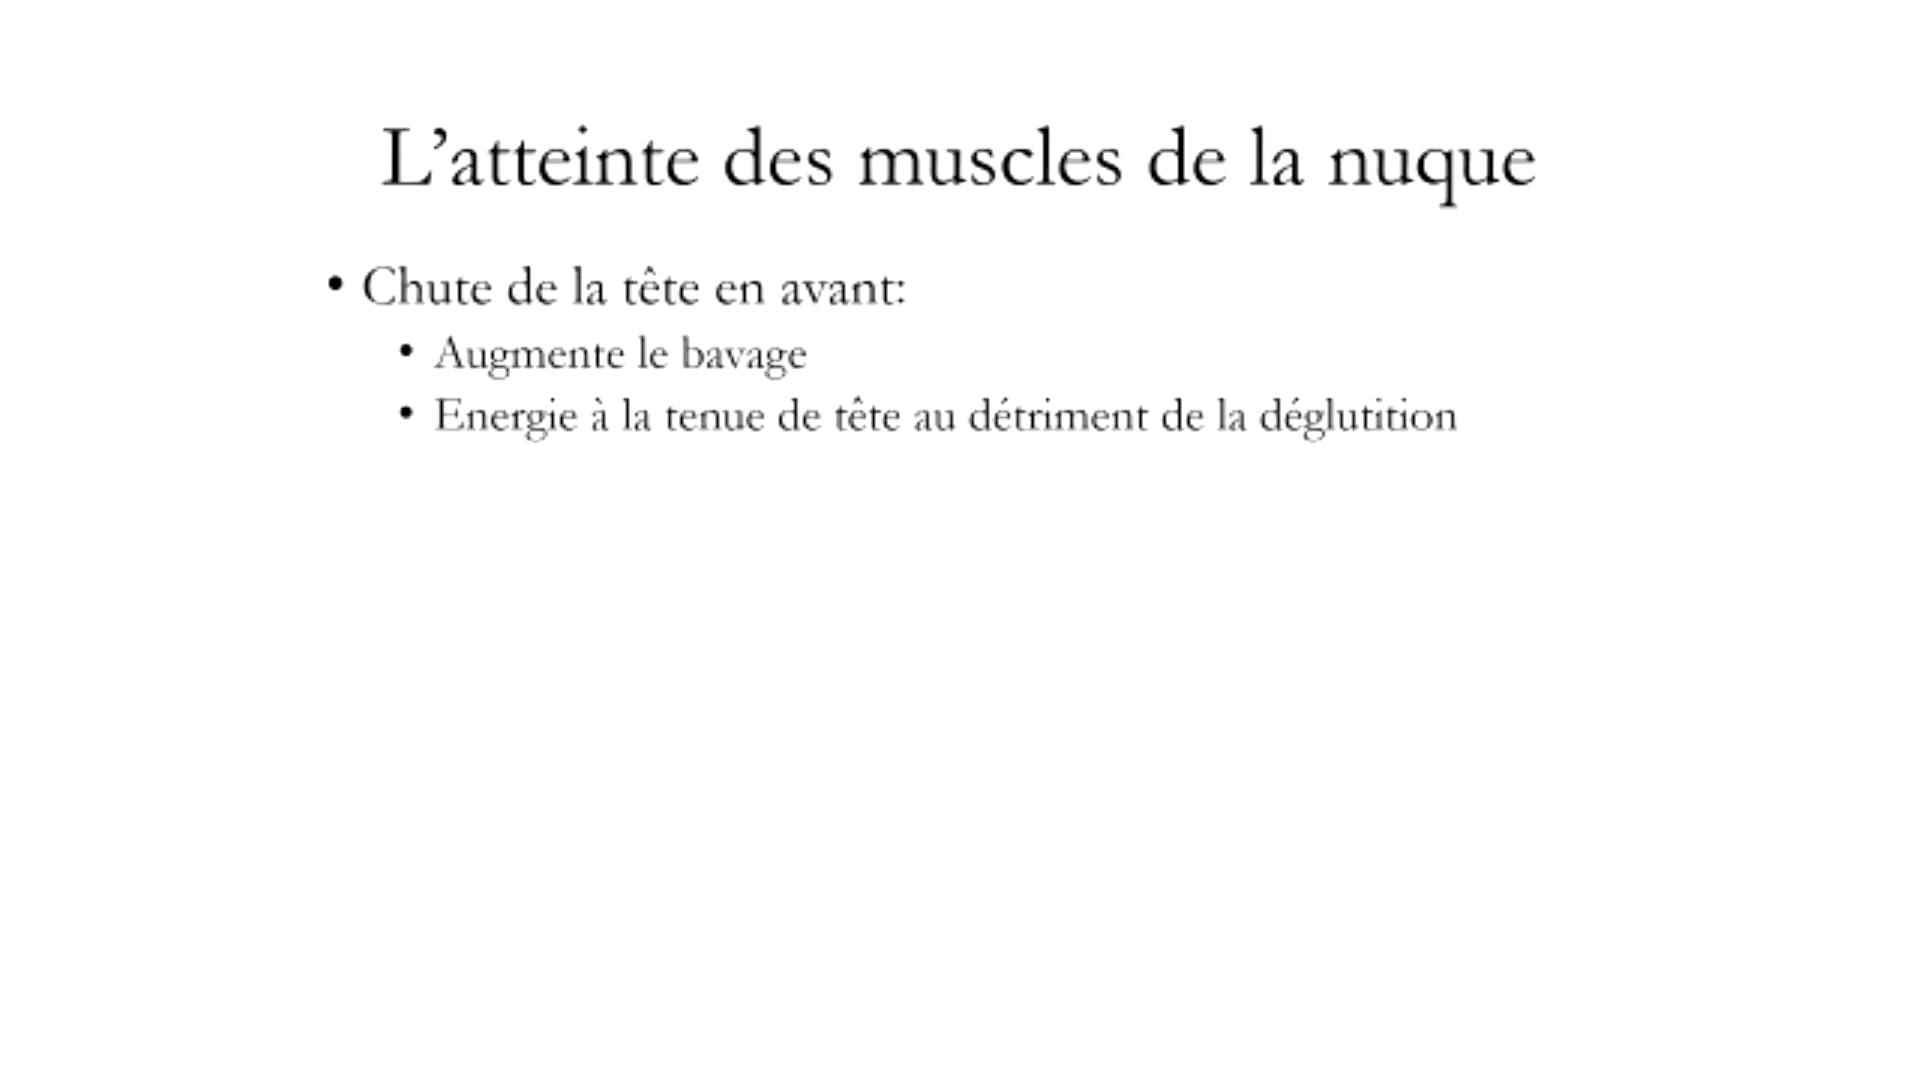 L’atteinte des muscles de la nuque
• Chute de la tête en avant:
• Augmente le bavage
• Energie à la tenue de tête au détriment de la déglutition